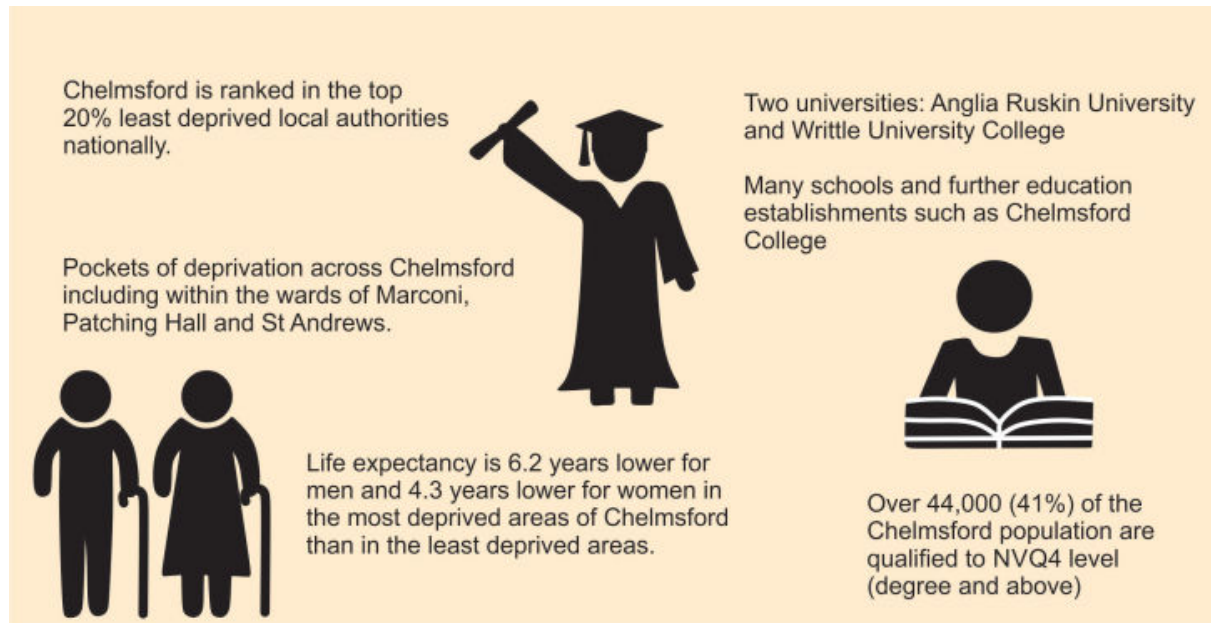 Chelmsford is ranked in the top
20% least deprived local authorities
nationally.
Pockets of deprivation across Chelmsford
including within the wards of Marconi,
Patching Hall and St Andrews.
Life expectancy is 6.2 years lower for
men and 4.3 years lower for women in
the most deprived areas of Chelmsford
than in the least deprived areas.
Two universities: Anglia Ruskin University
and Writtle University College
Many schools and further education
establishments such as Chelmsford
College
Over 44,000 (41%) of the
Chelmsford population are
qualified to NVQ4 level
(degree and above)